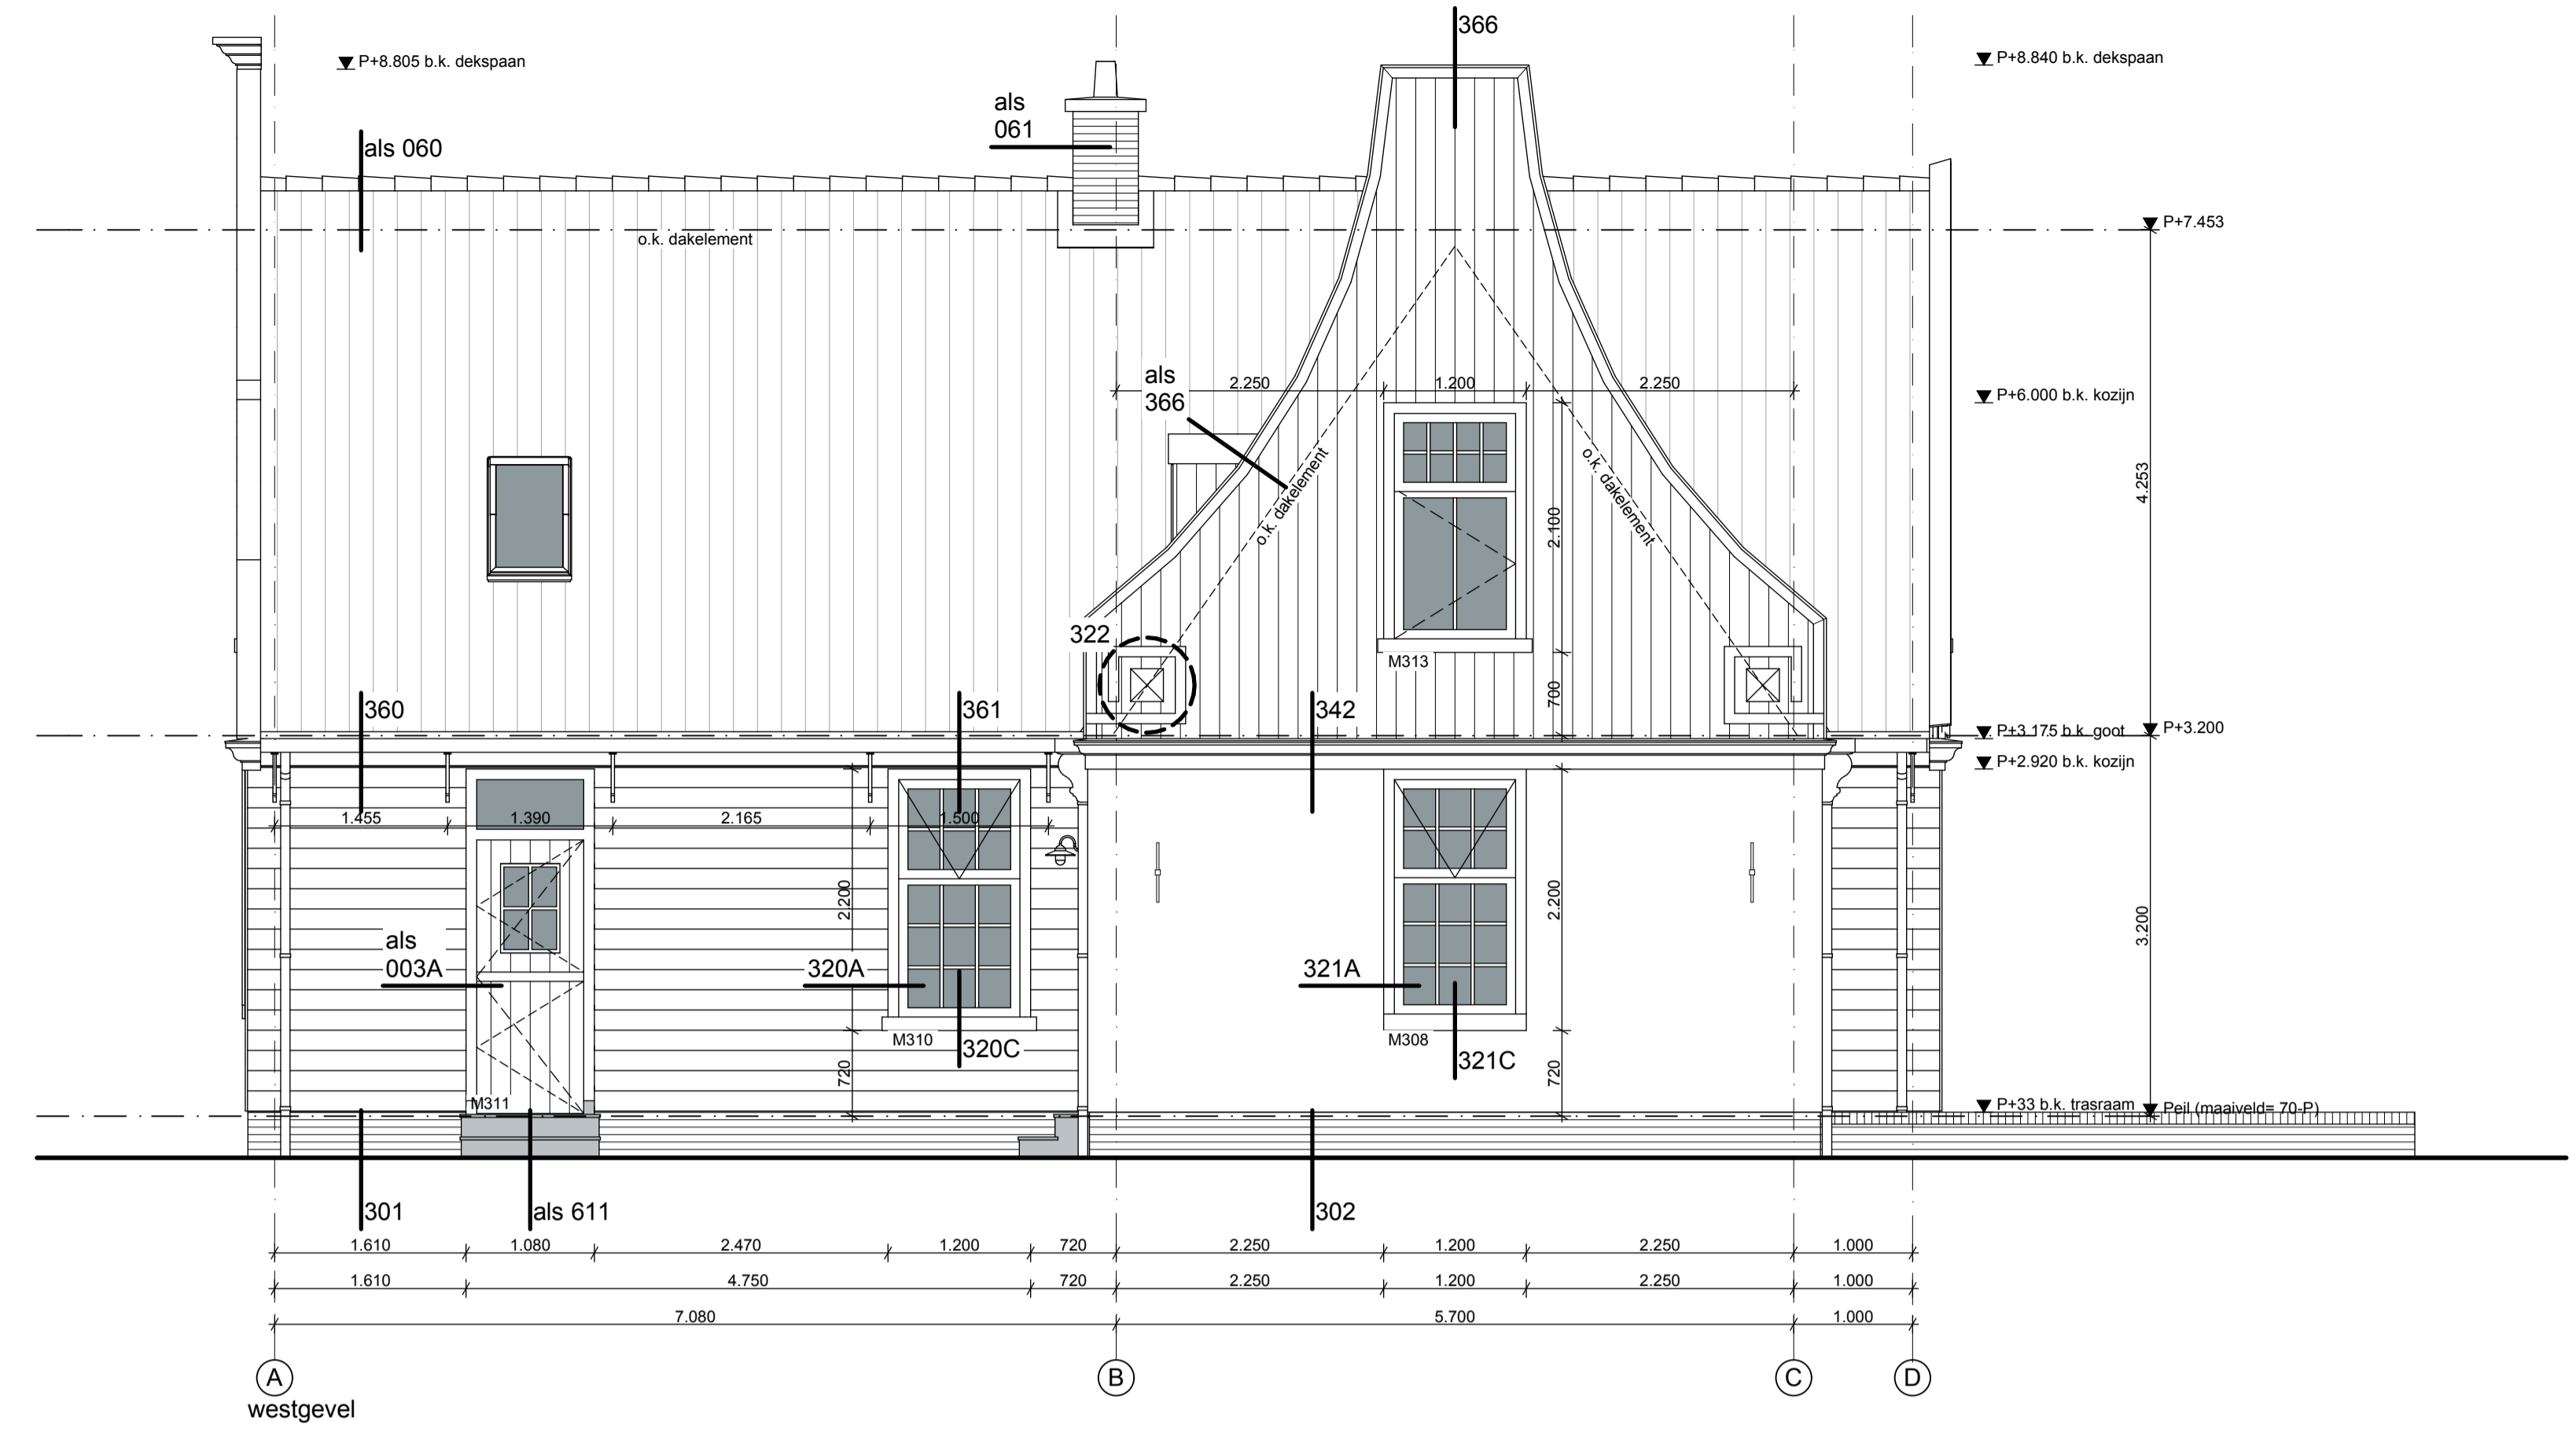 366
P+8.805 b.k. dekspaan
P+8.840 b.k. dekspaan
als
061
als 060
o.k. dakelement
P+7.453
als
366
2.250
1.200
2.250
P+6.000 b.k. kozijn
o.k. dakelement
o.k. dakelement
2.100
4.253
322
M313
700
360
361
342
P+3.175 b.k. goot
P+3.200
P+2.920 b.k. kozijn
1.455
1.390
2.165
1.500
2.200
2.200
3.200
als
003A
320A
321A
M310
320C
M308
321C
720
720
M311
P+33 b.k. trasraam
Peil (maaiveld= 70-P)
301
als 611
302
1.610
1.080
2.470
1.200
720
2.250
1.200
2.250
1.000
1.610
4.750
720
2.250
1.200
2.250
1.000
7.080
5.700
1.000
A
B
C
D
westgevel